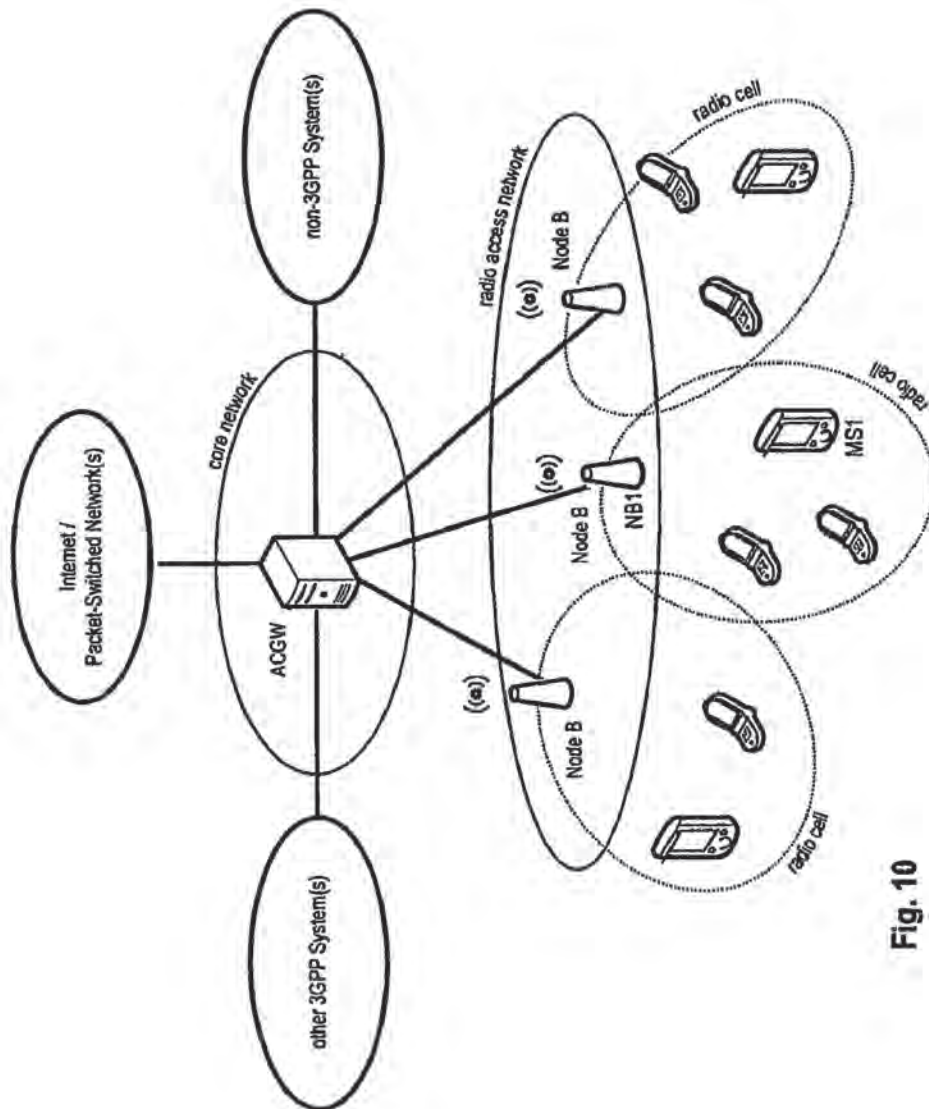 Internet /
Packet-Switched Network(s)
other 3GPP System(s)
core network
ACGW
non-3GPP System(s)
radio access network
Node B
Node B
NB1
Node B
radio cell
radio cell
MS1
radio cell
Fig. 10